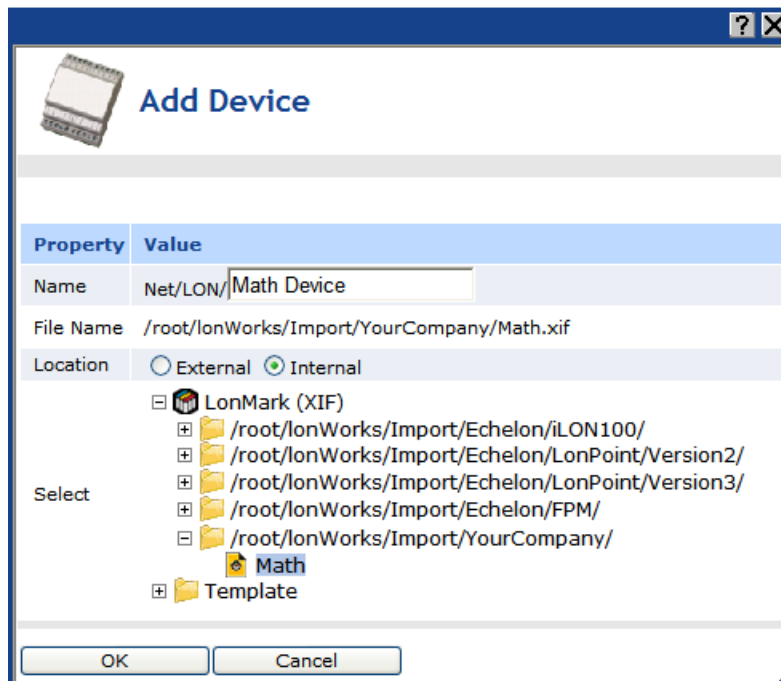 ?
Add Device
Property Value
Name Net/LON/Math Device
File Name /root/lonWorks/Import/YourCompany/Math.xif
Location External Internal
LonMark (XIF)
/root/lonWorks/Import/Echelon/iLON100/
/root/lonWorks/Import/Echelon/LonPoint/Version2/
/root/lonWorks/Import/Echelon/LonPoint/Version3/
Select
/root/lonWorks/Import/Echelon/FPM/
/root/lonWorks/Import/YourCompany/
Math
Template
OK Cancel